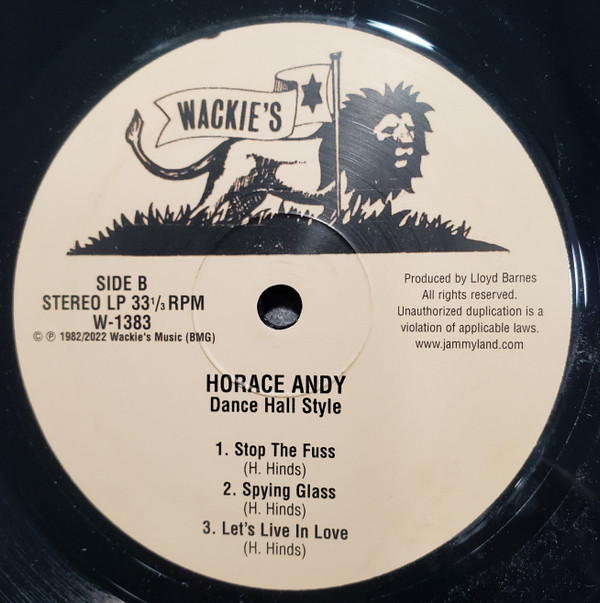 WACKIE'S
SIDE B
STEREO LP 33 1/3 RPM
W-1383
© ℗ 1982/2022 Wackie's Music (BMG)
Produced by Lloyd Barnes
All rights reserved.
Unauthorized duplication is a
violation of applicable laws.
www.jammyland.com
HORACE ANDY
Dance Hall Style
1. Stop The Fuss
(H. Hinds)
2. Spying Glass
(H. Hinds)
3. Let's Live In Love
(H. Hinds)